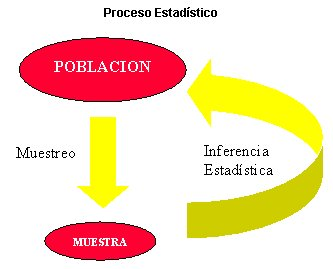 Proceso Estadístico
POBLACION
Muestreo
Inferencia
Estadística
MUESTRA